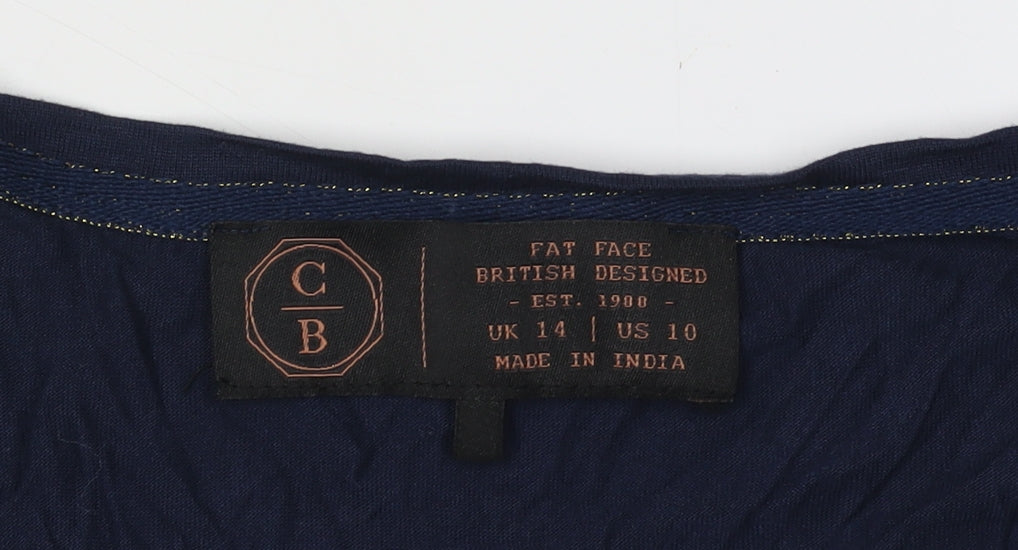 C
B
FAT FACE
BRITISH DESIGNED
- EST. 1988 -
UK 14 | US 10
MADE IN INDIA